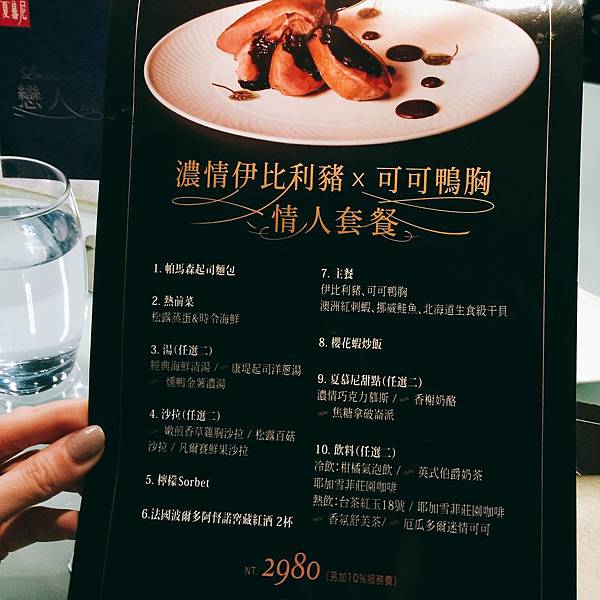 夏慕尼
戀人
濃情伊比利豬 x 可可鴨胸
情人套餐
1. 帕馬森起司麵包
2. 熱前菜
松露蒸蛋&時令海鮮
3. 湯(任選二)
經典海鮮清湯 / 康堤起司洋蔥湯
燻鴨金薯濃湯
4. 沙拉(任選二)
嫩煎香草雞胸沙拉 / 松露百菇
沙拉 / 凡爾賽鮮果沙拉
5. 檸檬Sorbet
6.法國波爾多阿督諾窖藏紅酒 2杯
7. 主餐
伊比利豬、可可鴨胸
澳洲紅刺蝦、挪威鮭魚、北海道生食級干貝
8. 櫻花蝦炒飯
9. 夏慕尼甜點(任選二)
濃情巧克力慕斯 / 香榭奶酪
焦糖拿破崙派
10. 飲料(任選二)
冷飲:柑橘氣泡飲 / 英式伯爵奶茶
耶加雪菲莊園咖啡
熱飲:台茶紅玉18號 / 耶加雪菲莊園咖啡
香氛舒芙茶/ 厄瓜多爾迷情可可
NT. 2980 (另加10%服務費)